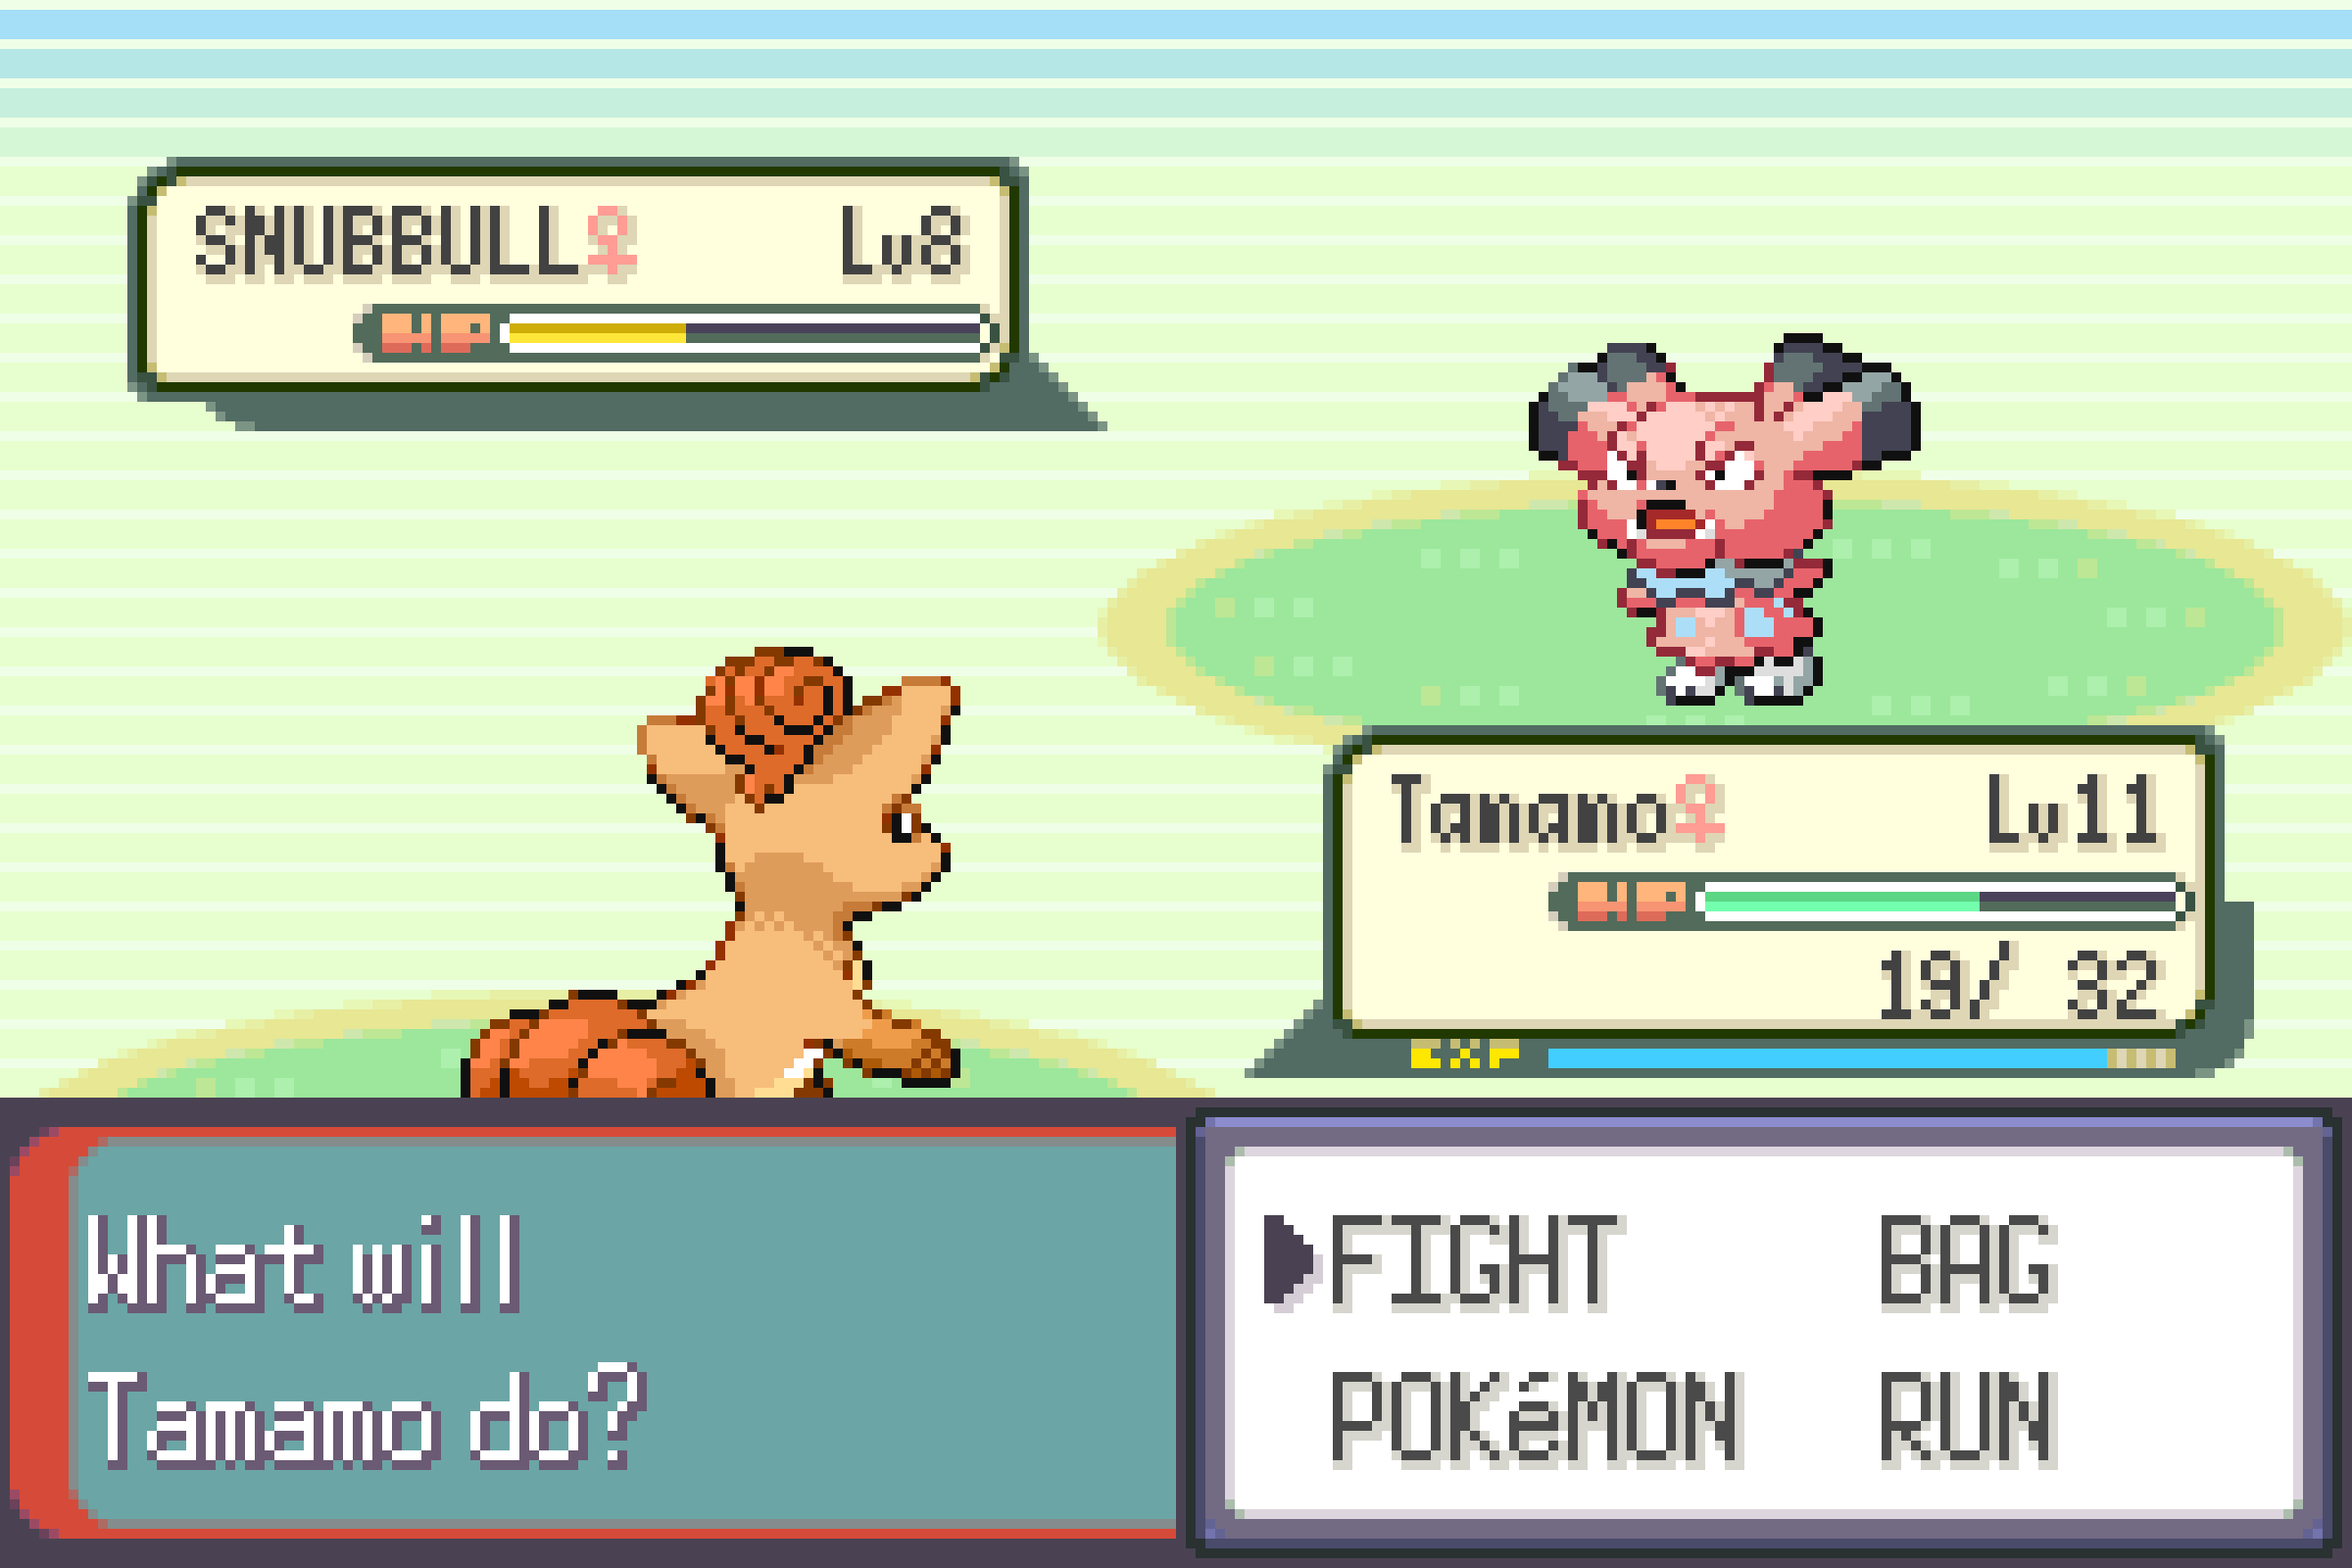 SNUBBULL♀ Lv8
HP
Tamamo♀ Lv11
HP
19/ 32
EXP
What will
Tamamo do?
FIGHT BAG
POKéMON RUN